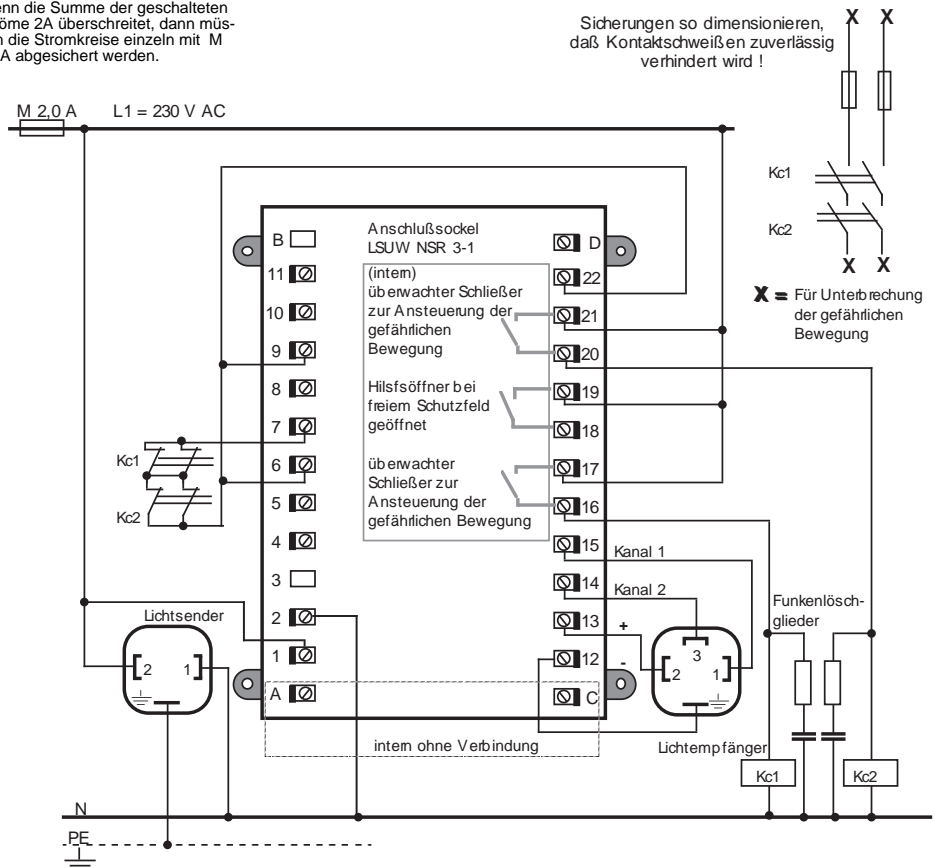 enn die Summe der geschalteten
öme 2A überschreitet, dann müs-
n die Stromkreise einzeln mit M
A abgesichert werden.
Sicherungen so dimensionieren,
daß Kontaktschweißen zuverlässig
verhindert wird !
X X
M 2,0 A L1 = 230 V AC
Kc1
Kc2
X X
X = Für Unterbrechung
der gefährlichen
Bewegung
Anschlußsockel
LSUW NSR 3-1
(intern)
überwachter Schließer
zur Ansteuerung der
gefährlichen
Bewegung
Hilsfsöffner bei
freiem Schutzfeld
geöffnet
überwachter
Schließer zur
Ansteuerung der
gefährlichen Bewegung
B
11
10
9
8
7
6
5
4
3
2
1
A
D
22
21
20
19
18
17
16
15
14
13
12
C
Kc1
Kc2
Kanal 1
Kanal 2
+
-
Lichtsender
2 1
3
2 1
Lichtempfänger
Funkenlösch-
glieder
intern ohne Verbindung
Kc1 Kc2
N
PE